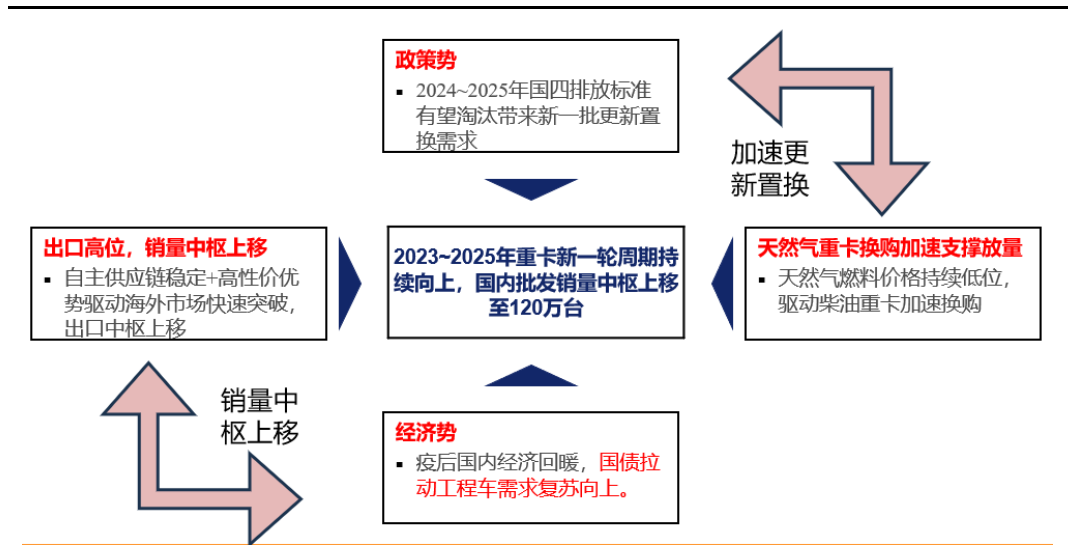 政策势
▪ 2024~2025年国四排放标准
有望淘汰带来新一批更新置
换需求
加速更
新置换
出口高位，销量中枢上移
▪ 自主供应链稳定+高性价优
势驱动海外市场快速突破，
出口中枢上移
2023~2025年重卡新一轮周期持
续向上，国内批发销量中枢上移
至120万台
天然气重卡换购加速支撑放量
▪ 天然气燃料价格持续低位，
驱动柴油重卡加速换购
销量中
枢上移
经济势
▪ 疫后国内经济回暖，国债拉
动工程车需求复苏向上。